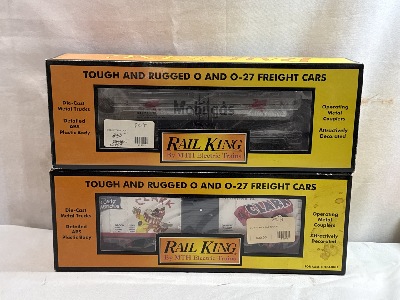 TOUGH AND RUGGED O AND O-27 FREIGHT CARS
Die-Cast
Metal Trucks
Detailed
ABS
Plastic Body
Mobilgas
Operating
Metal
Couplers
Attractively
Decorated
RAIL KING
By MTH Electric Trains
TOUGH AND RUGGED O AND O-27 FREIGHT CARS
Die-Cast
Metal Trucks
Detailed
ABS
Plastic Body
CLARK
Operating
Metal
Couplers
Attractively
Decorated
RAIL KING
By MTH Electric Trains